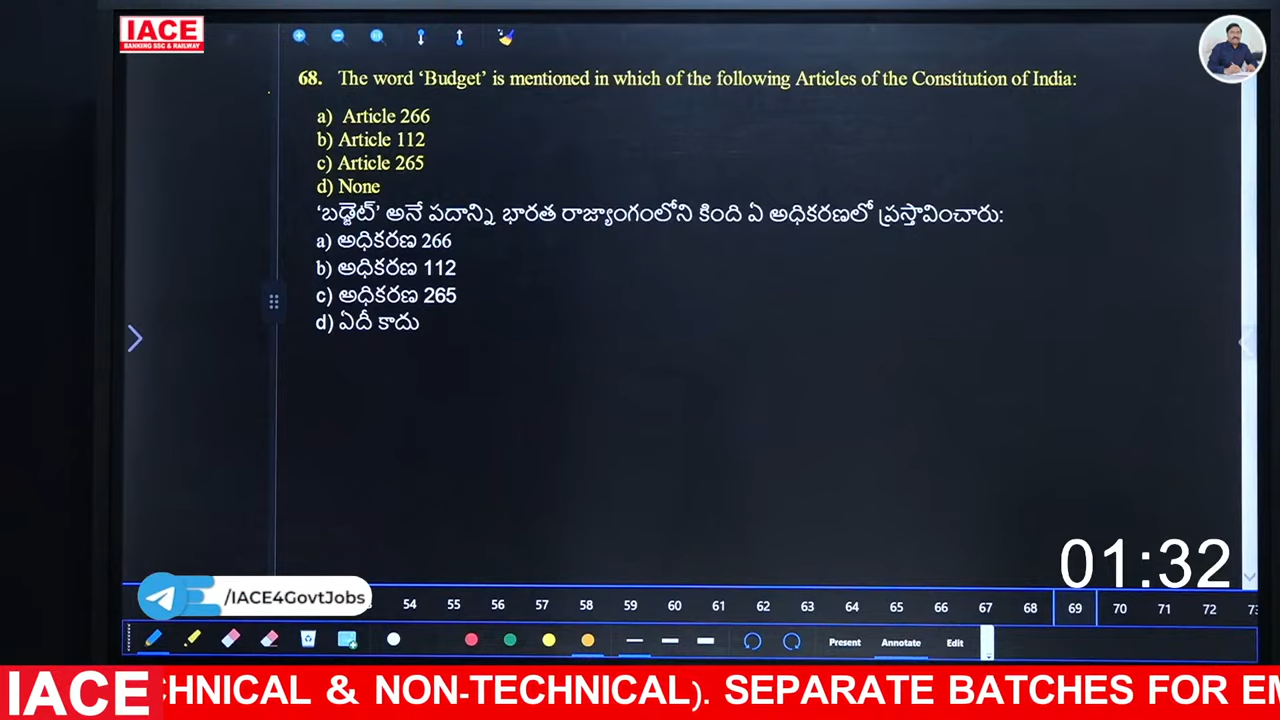 IACE
BANKING SSC & RAILWAY
68. The word ‘Budget’ is mentioned in which of the following Articles of the Constitution of India:
a) Article 266
b) Article 112
c) Article 265
d) None
‘బడ్జెట్’ అనే పదాన్ని భారత రాజ్యాంగంలోని కింది ఏ అధికరణలో ప్రస్తావించారు:
a) అధికరణ 266
b) అధికరణ 112
c) అధికరణ 265
d) ఏదీ కాదు
01:32
/IACE4GovtJobs
54 55 56 57 58 59 60 61 62 63 64 65 66 67 68 69 70 71 72
Present Annotate Edit
IACE CHNICAL & NON-TECHNICAL). SEPARATE BATCHES FOR EM